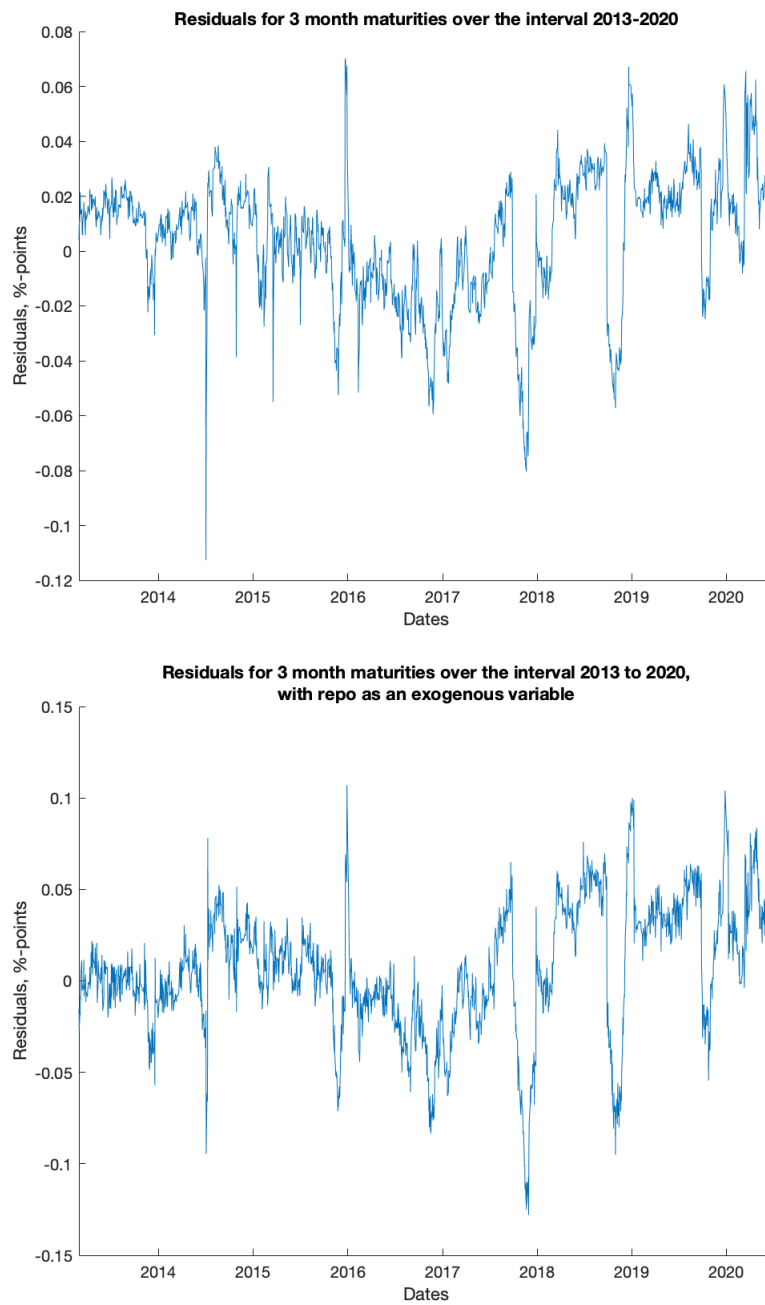 Residuals for 3 month maturities over the interval 2013-2020
0.08
0.06
0.04
0.02
0
-0.02
-0.04
-0.06
-0.08
-0.1
-0.12
Residuals, %-points
2014 2015 2016 2017 2018 2019 2020
Dates
Residuals for 3 month maturities over the interval 2013 to 2020,
with repo as an exogenous variable
0.15
0.1
0.05
0
-0.05
-0.1
-0.15
Residuals, %-points
2014 2015 2016 2017 2018 2019 2020
Dates